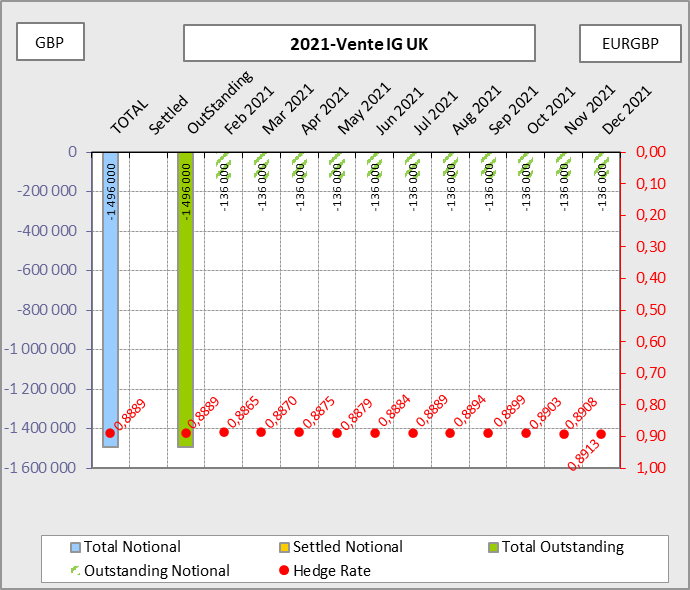 GBP
2021-Vente IG UK
EURGBP
TOTAL
Settled
OutStanding
Feb 2021
Mar 2021
Apr 2021
May 2021
Jun 2021
Jul 2021
Aug 2021
Sep 2021
Oct 2021
Nov 2021
Dec 2021
0
-200 000
-400 000
-600 000
-800 000
-1 000 000
-1 200 000
-1 400 000
-1 600 000
0,00
0,10
0,20
0,30
0,40
0,50
0,60
0,70
0,80
0,90
1,00
-1 496 000
-1 496 000
-136 000
-136 000
-136 000
-136 000
-136 000
-136 000
-136 000
-136 000
-136 000
-136 000
-136 000
0,8889
0,8889
0,8865
0,8870
0,8875
0,8879
0,8884
0,8889
0,8894
0,8899
0,8903
0,8908
0,8913
Total Notional
Settled Notional
Total Outstanding
Outstanding Notional
Hedge Rate